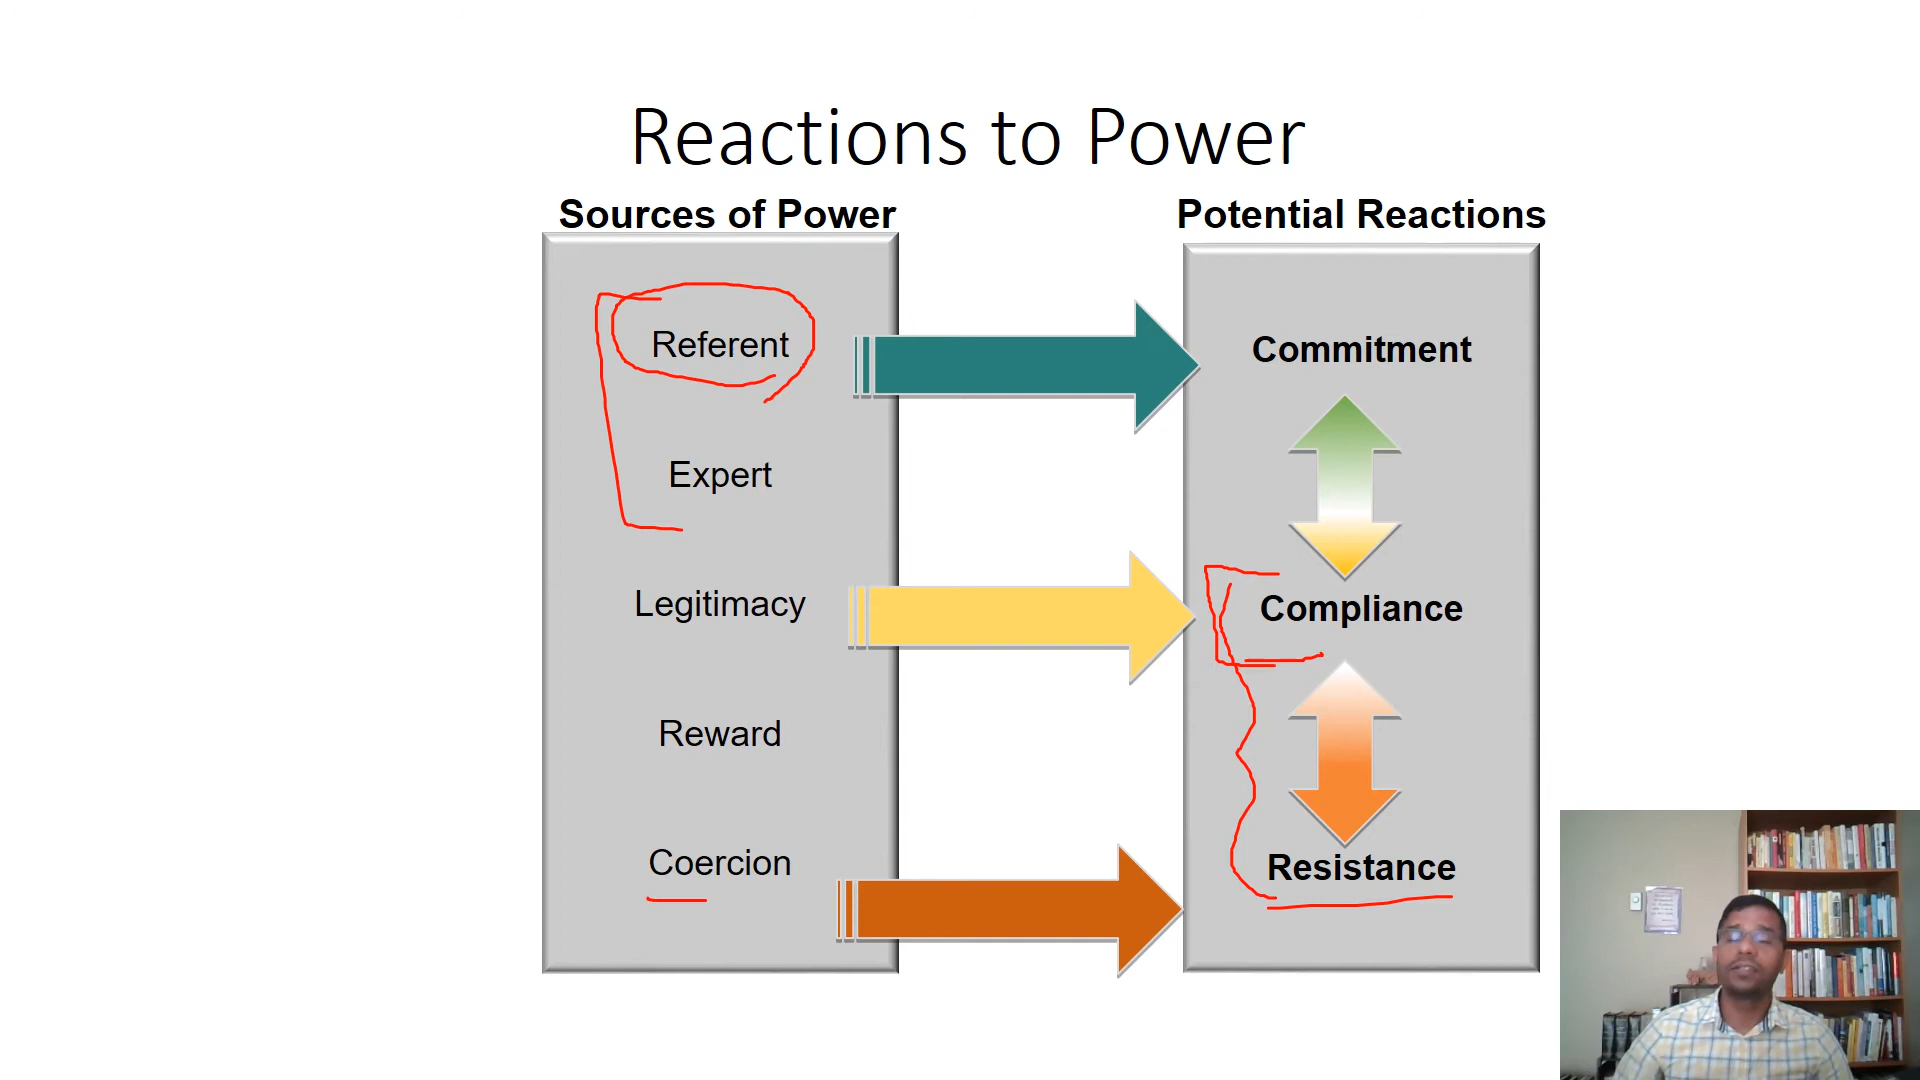 Reactions to Power
Sources of Power
Potential Reactions
Referent
Expert
Legitimacy
Reward
Coercion
Commitment
Compliance
Resistance